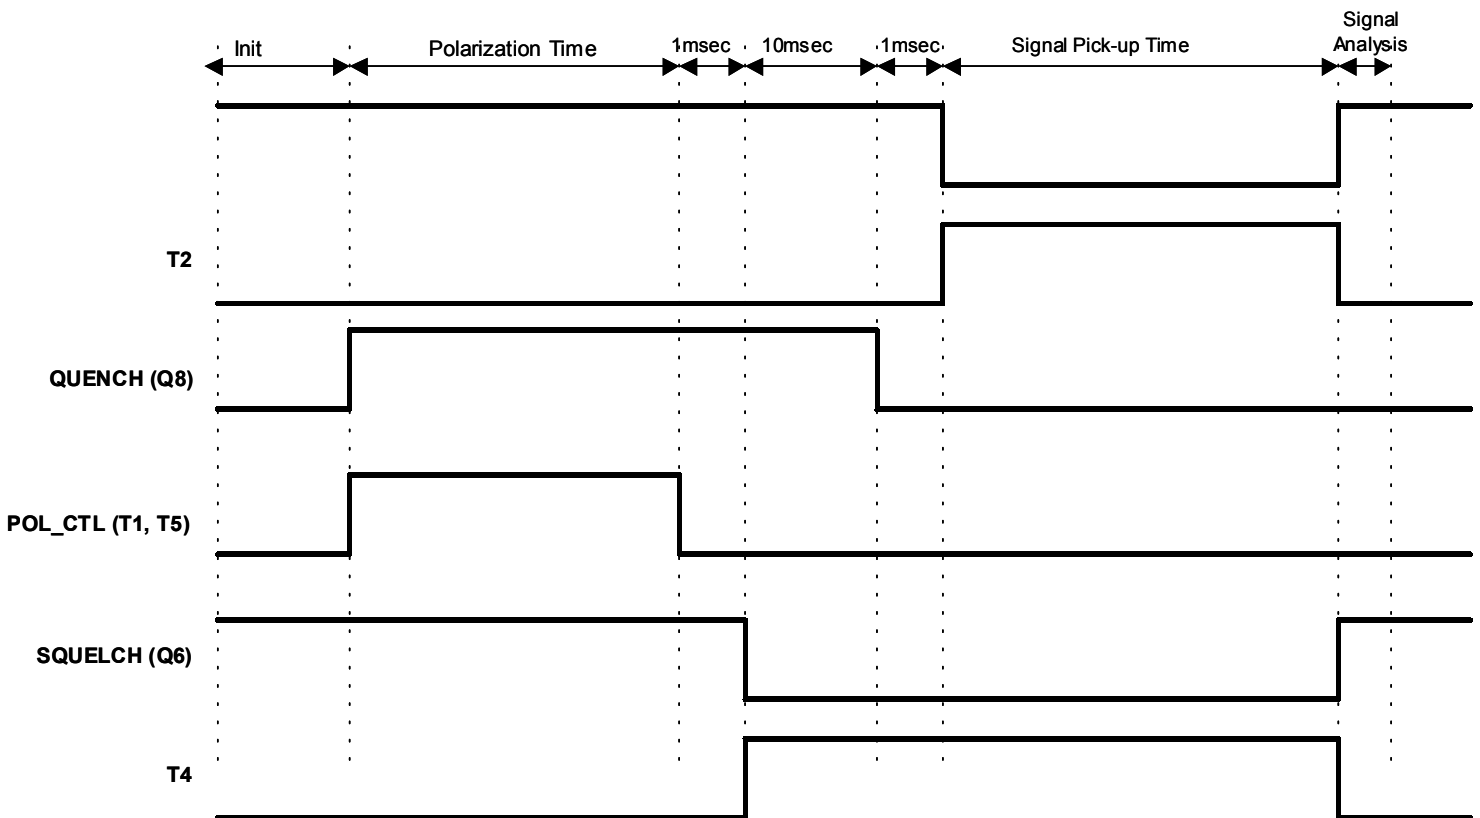 Signal
Analysis
Init
Polarization Time
1msec
10msec
1msec
Signal Pick-up Time
T2
QUENCH (Q8)
POL_CTL (T1, T5)
SQUELCH (Q6)
T4